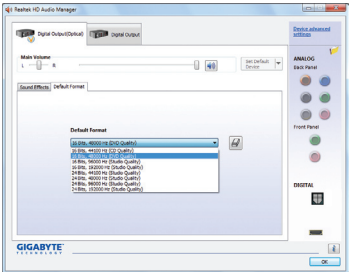 Realtek HD Audio Manager
Digital Output(Optical)
Digital Output
Device advanced
settings
Main Volume
L
R
Set Default
Device
ANALOG
Back Panel
Sound Effects
Default Format
Default Format
16 Bits, 48000 Hz (DVD Quality)
16 Bits, 44100 Hz (CD Quality)
16 Bits, 48000 Hz (DVD Quality)
16 Bits, 96000 Hz (Studio Quality)
16 Bits, 192000 Hz (Studio Quality)
24 Bits, 44100 Hz (Studio Quality)
24 Bits, 48000 Hz (Studio Quality)
24 Bits, 96000 Hz (Studio Quality)
24 Bits, 192000 Hz (Studio Quality)
Front Panel
DIGITAL
GIGABYTE
TECHNOLOGY
OK